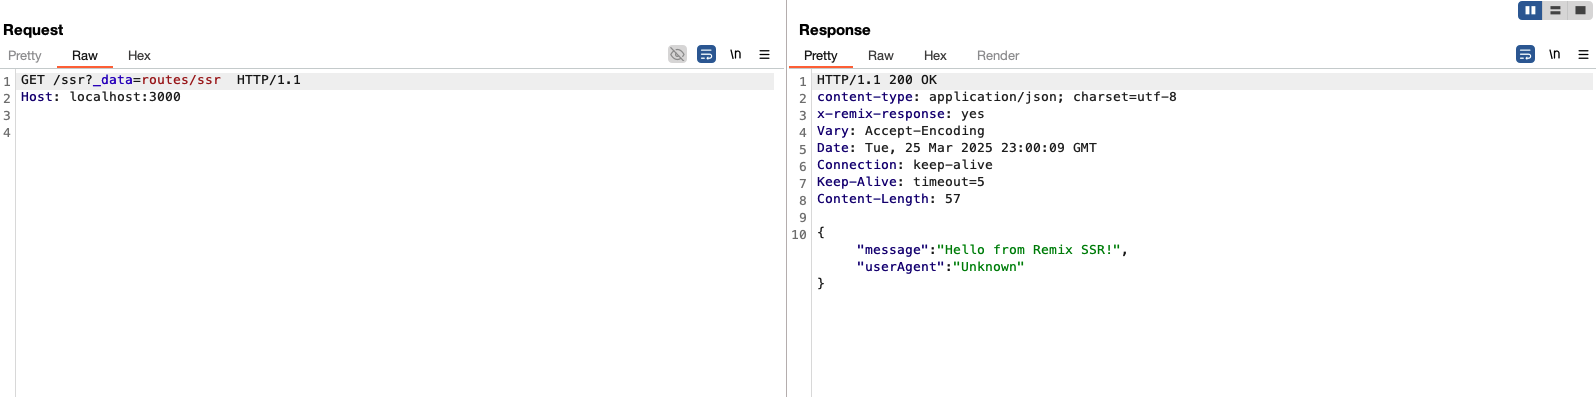 Request
Pretty Raw Hex \n
1 GET /ssr?_data=routes/ssr  HTTP/1.1
2 Host: localhost:3000
3
4
Response
Pretty Raw Hex Render \n
1 HTTP/1.1 200 OK
2 content-type: application/json; charset=utf-8
3 x-remix-response: yes
4 Vary: Accept-Encoding
5 Date: Tue, 25 Mar 2025 23:00:09 GMT
6 Connection: keep-alive
7 Keep-Alive: timeout=5
8 Content-Length: 57
9
10 {
"message":"Hello from Remix SSR!",
"userAgent":"Unknown"
}